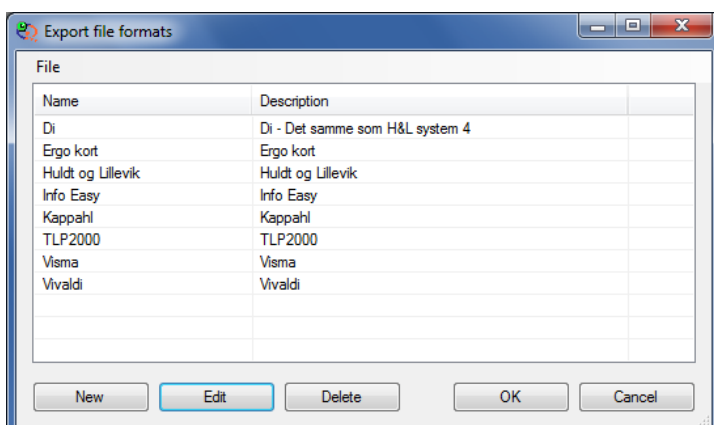 Export file formats
File
Name Description
Di Di - Det samme som H&L system 4
Ergo kort Ergo kort
Huldt og Lillevik Huldt og Lillevik
Info Easy Info Easy
Kappahl Kappahl
TLP2000 TLP2000
Visma Visma
Vivaldi Vivaldi
New Edit Delete OK Cancel